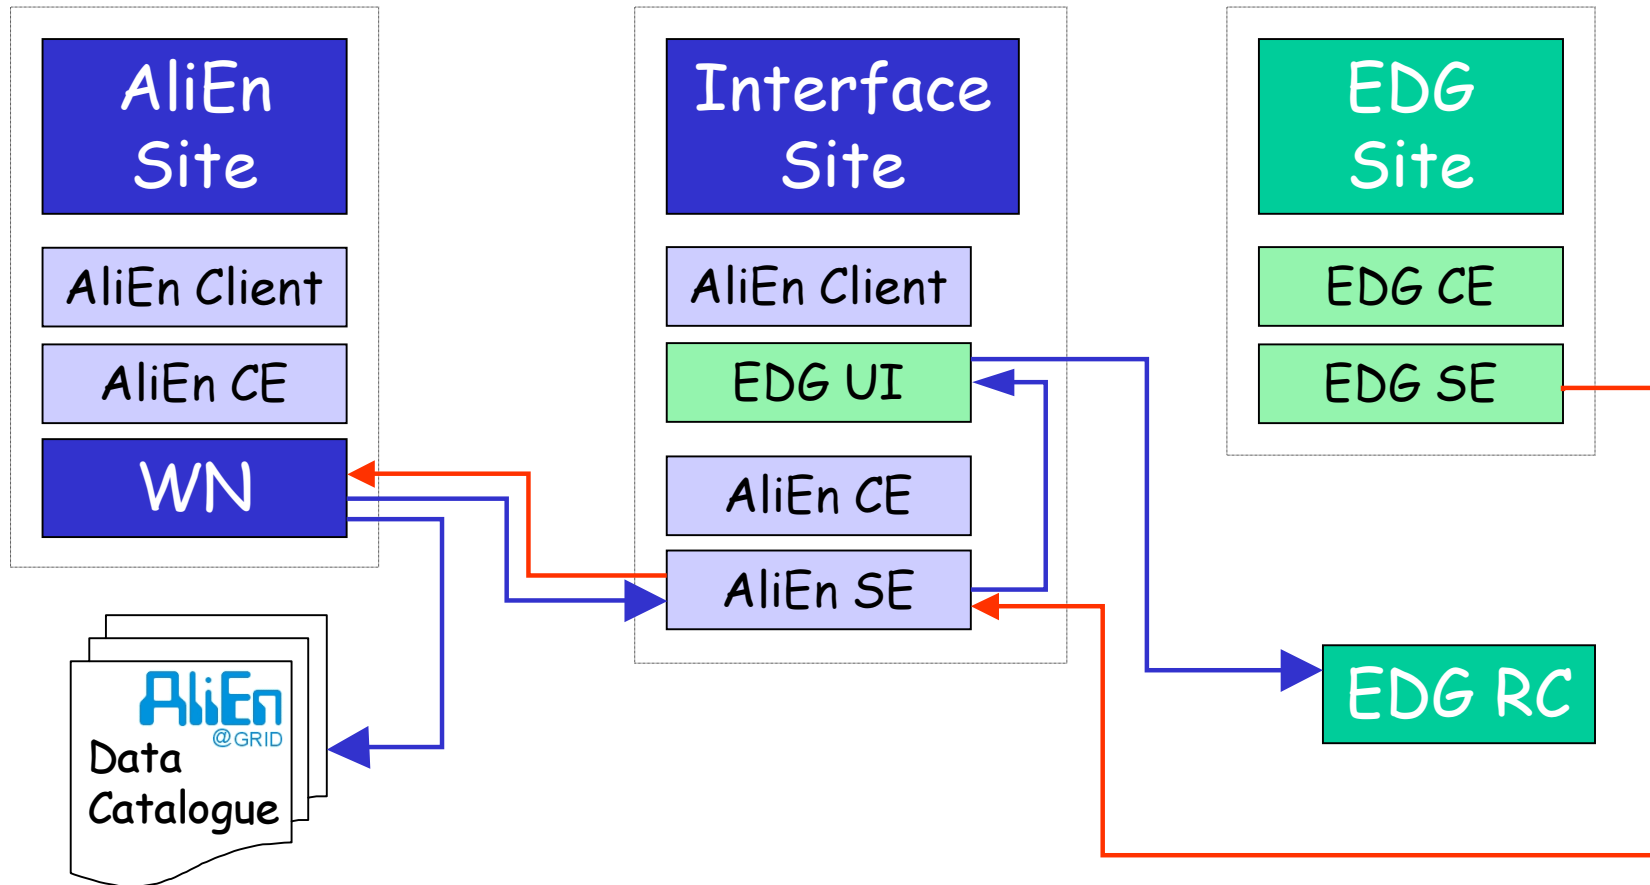 AliEn
Site
AliEn Client
AliEn CE
WN
AliEn
@GRID
Data
Catalogue
Interface
Site
AliEn Client
EDG UI
AliEn CE
AliEn SE
EDG
Site
EDG CE
EDG SE
EDG RC